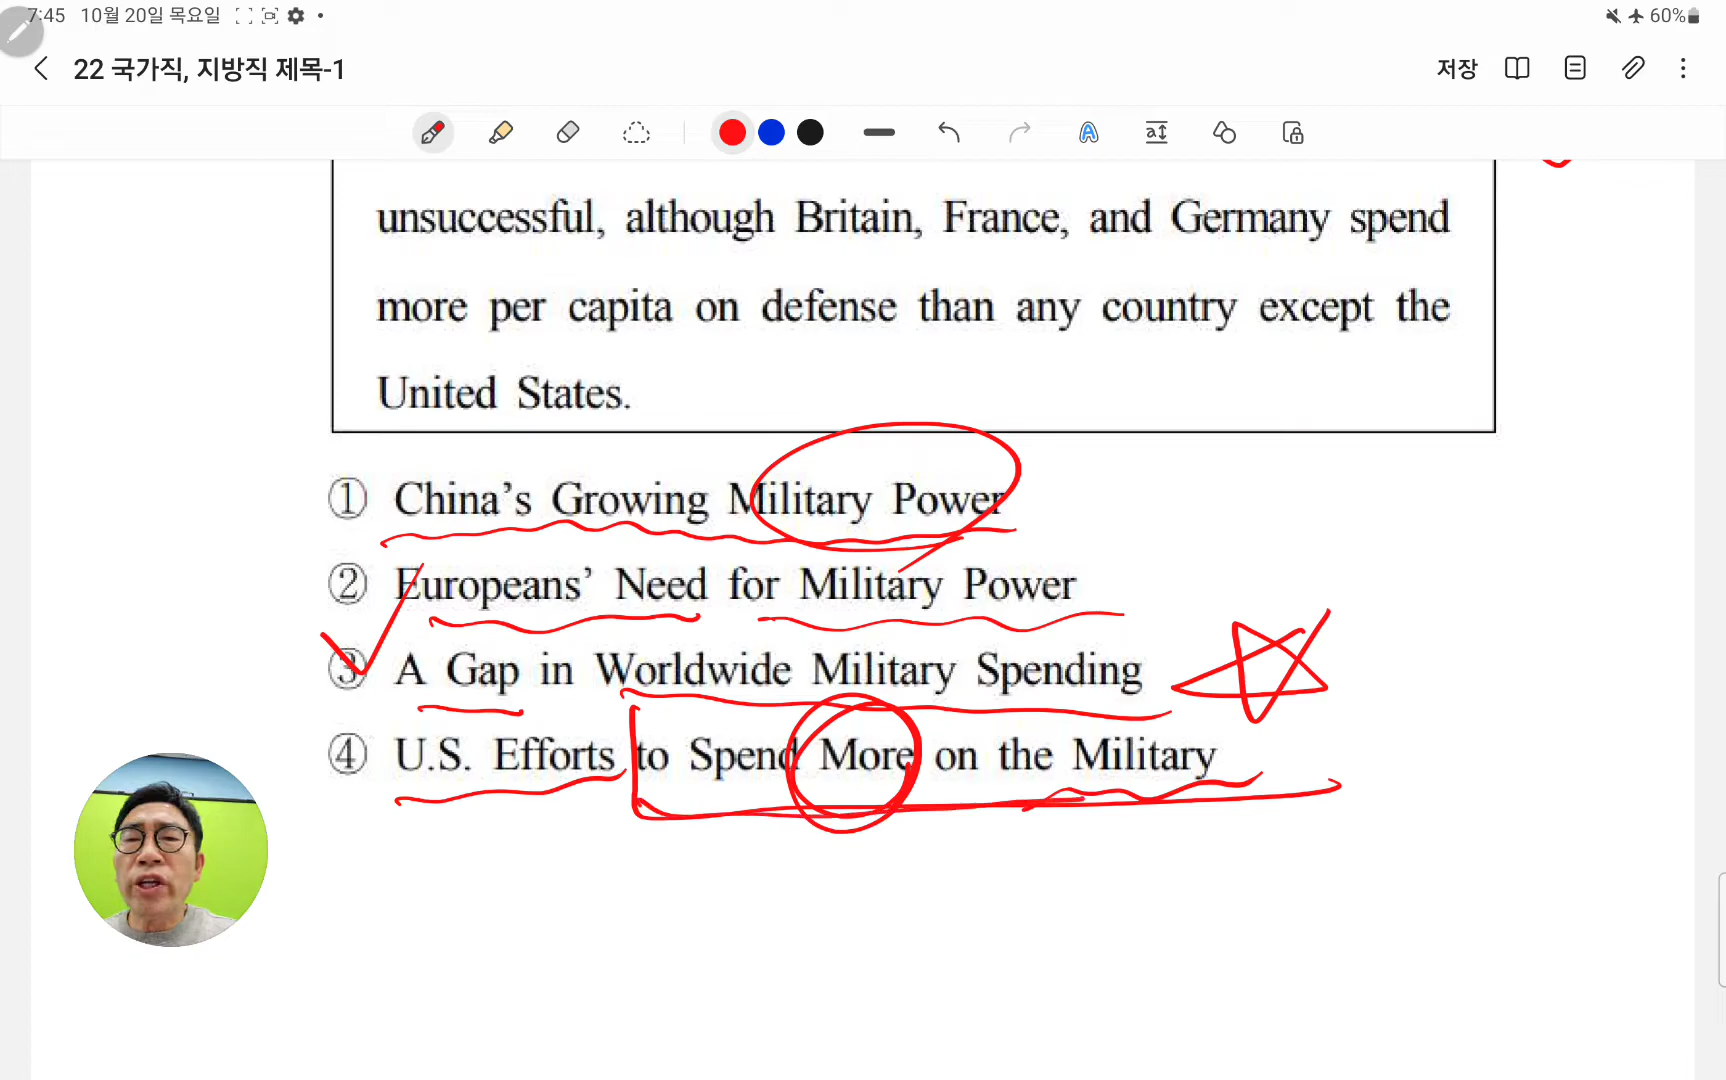 7:45 10월 20일 목요일 60%
22 국가직, 지방직 제목-1 저장
unsuccessful, although Britain, France, and Germany spend
more per capita on defense than any country except the
United States.
① China’s Growing Military Power
② Europeans’ Need for Military Power
③ A Gap in Worldwide Military Spending
④ U.S. Efforts to Spend More on the Military